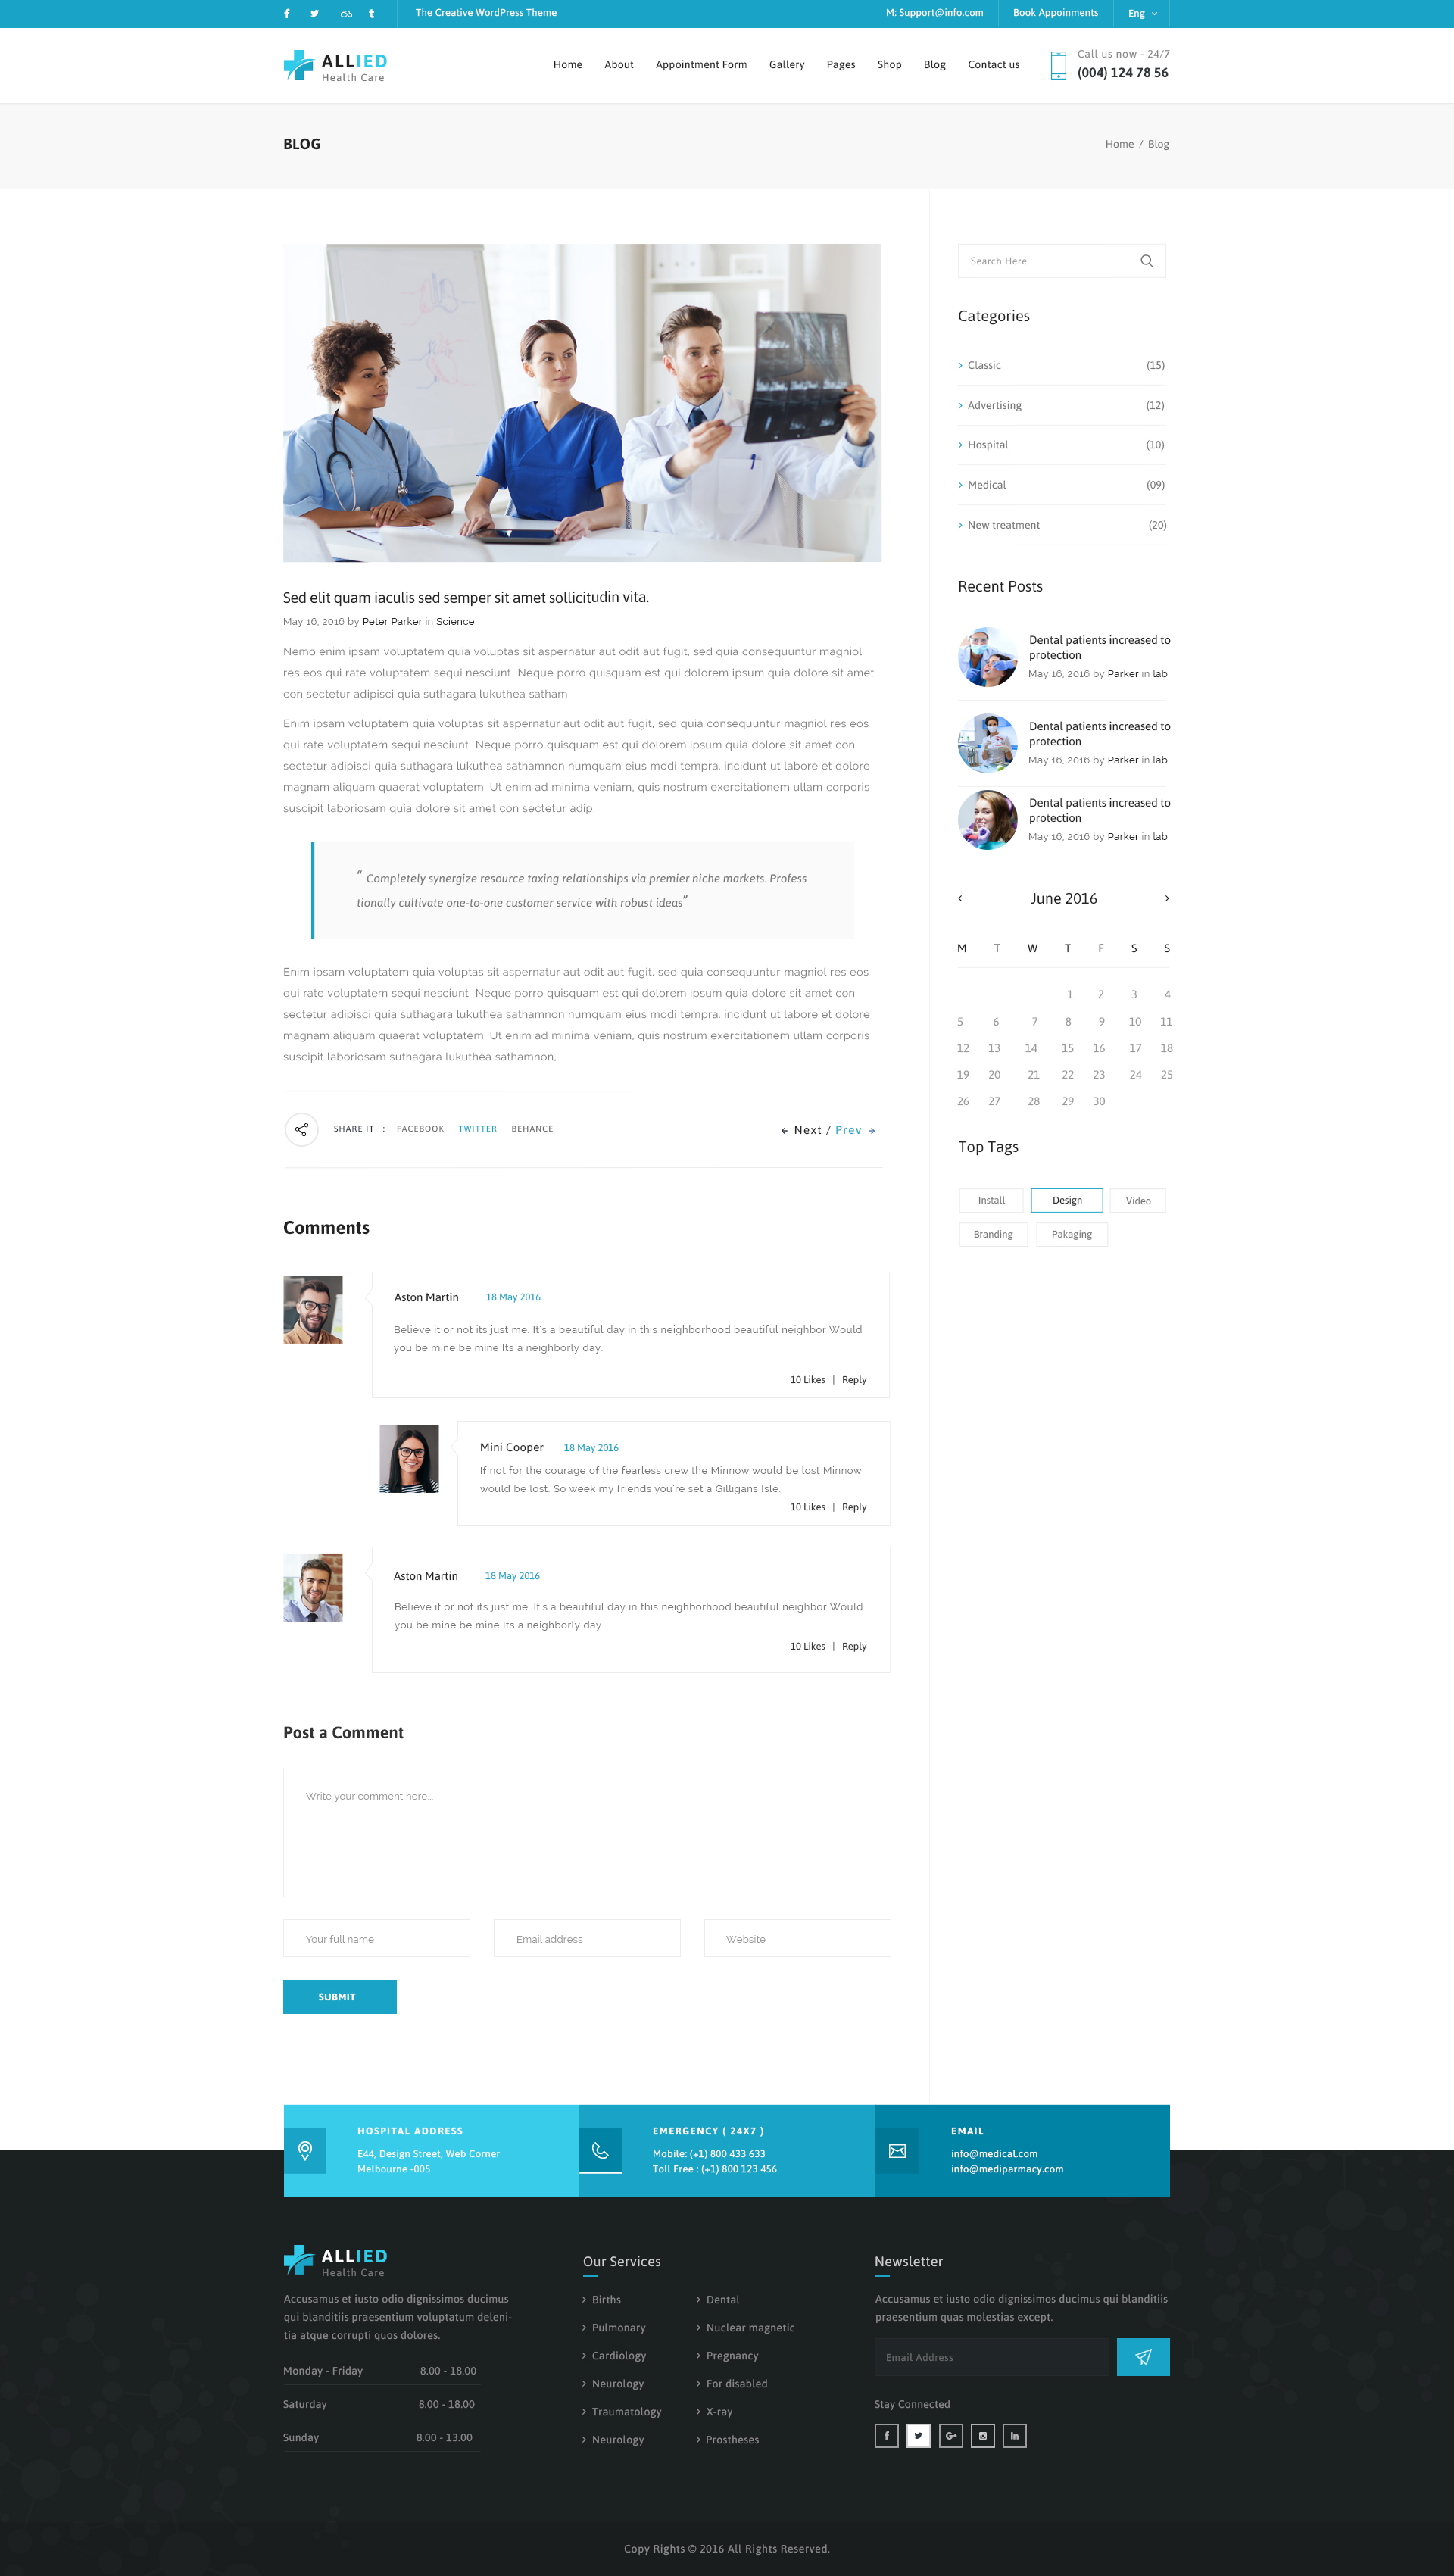 The Creative WordPress Theme
M: Support@info.com
Book Appoinments
Eng
ALLIED
Health Care
Home
About
Appointment Form
Gallery
Pages
Shop
Blog
Contact us
Call us now - 24/7
(004) 124 78 56
BLOG
Home / Blog
Sed elit quam iaculis sed semper sit amet sollicitudin vita.
May 16, 2016 by Peter Parker in Science
Nemo enim ipsam voluptatem quia voluptas sit aspernatur aut odit aut fugit, sed quia consequuntur magniol
res eos qui rate voluptatem sequi nesciunt Neque porro quisquam est qui dolorem ipsum quia dolore sit amet
con sectetur adipisci quia suthagara lukuthea satham
Enim ipsam voluptatem quia voluptas sit aspernatur aut odit aut fugit, sed quia consequuntur magniol res eos
qui rate voluptatem sequi nesciunt Neque porro quisquam est qui dolorem ipsum quia dolore sit amet con
sectetur adipisci quia suthagara lukuthea sathamnon numquam eius modi tempra. incidunt ut labore et dolore
magnam aliquam quaerat voluptatem. Ut enim ad minima veniam, quis nostrum exercitationem ullam corporis
suscipit laboriosam quia dolore sit amet con sectetur adip.
“ Completely synergize resource taxing relationships via premier niche markets. Profess
tionally cultivate one-to-one customer service with robust ideas”
Enim ipsam voluptatem quia voluptas sit aspernatur aut odit aut fugit, sed quia consequuntur magniol res eos
qui rate voluptatem sequi nesciunt Neque porro quisquam est qui dolorem ipsum quia dolore sit amet con
sectetur adipisci quia suthagara lukuthea sathamnon numquam eius modi tempra. incidunt ut labore et dolore
magnam aliquam quaerat voluptatem. Ut enim ad minima veniam, quis nostrum exercitationem ullam corporis
suscipit laboriosam suthagara lukuthea sathamnon,
SHARE IT : FACEBOOK TWITTER BEHANCE
← Next / Prev →
Comments
Aston Martin 18 May 2016
Believe it or not its just me. It's a beautiful day in this neighborhood beautiful neighbor Would
you be mine be mine Its a neighborly day.
10 Likes | Reply
Mini Cooper 18 May 2016
If not for the courage of the fearless crew the Minnow would be lost Minnow
would be lost. So week my friends you're set a Gilligans Isle.
10 Likes | Reply
Aston Martin 18 May 2016
Believe it or not its just me. It's a beautiful day in this neighborhood beautiful neighbor Would
you be mine be mine Its a neighborly day.
10 Likes | Reply
Post a Comment
Write your comment here...
Your full name
Email address
Website
SUBMIT
Search Here
Categories
Classic (15)
Advertising (12)
Hospital (10)
Medical (09)
New treatment (20)
Recent Posts
Dental patients increased to
protection
May 16, 2016 by Parker in lab
Dental patients increased to
protection
May 16, 2016 by Parker in lab
Dental patients increased to
protection
May 16, 2016 by Parker in lab
June 2016
M T W T F S S
1 2 3 4
5 6 7 8 9 10 11
12 13 14 15 16 17 18
19 20 21 22 23 24 25
26 27 28 29 30
Top Tags
Install
Design
Video
Branding
Pakaging
HOSPITAL ADDRESS
E44, Design Street, Web Corner
Melbourne -005
EMERGENCY ( 24X7 )
Mobile: (+1) 800 433 633
Toll Free : (+1) 800 123 456
EMAIL
info@medical.com
info@mediparmacy.com
ALLIED
Health Care
Accusamus et iusto odio dignissimos ducimus
qui blanditiis praesentium voluptatum deleni-
tia atque corrupti quos dolores.
Monday - Friday 8.00 - 18.00
Saturday 8.00 - 18.00
Sunday 8.00 - 13.00
Our Services
Births
Pulmonary
Cardiology
Neurology
Traumatology
Neurology
Dental
Nuclear magnetic
Pregnancy
For disabled
X-ray
Prostheses
Newsletter
Accusamus et iusto odio dignissimos ducimus qui blanditiis
praesentium quas molestias except.
Email Address
Stay Connected
Copy Rights © 2016 All Rights Reserved.